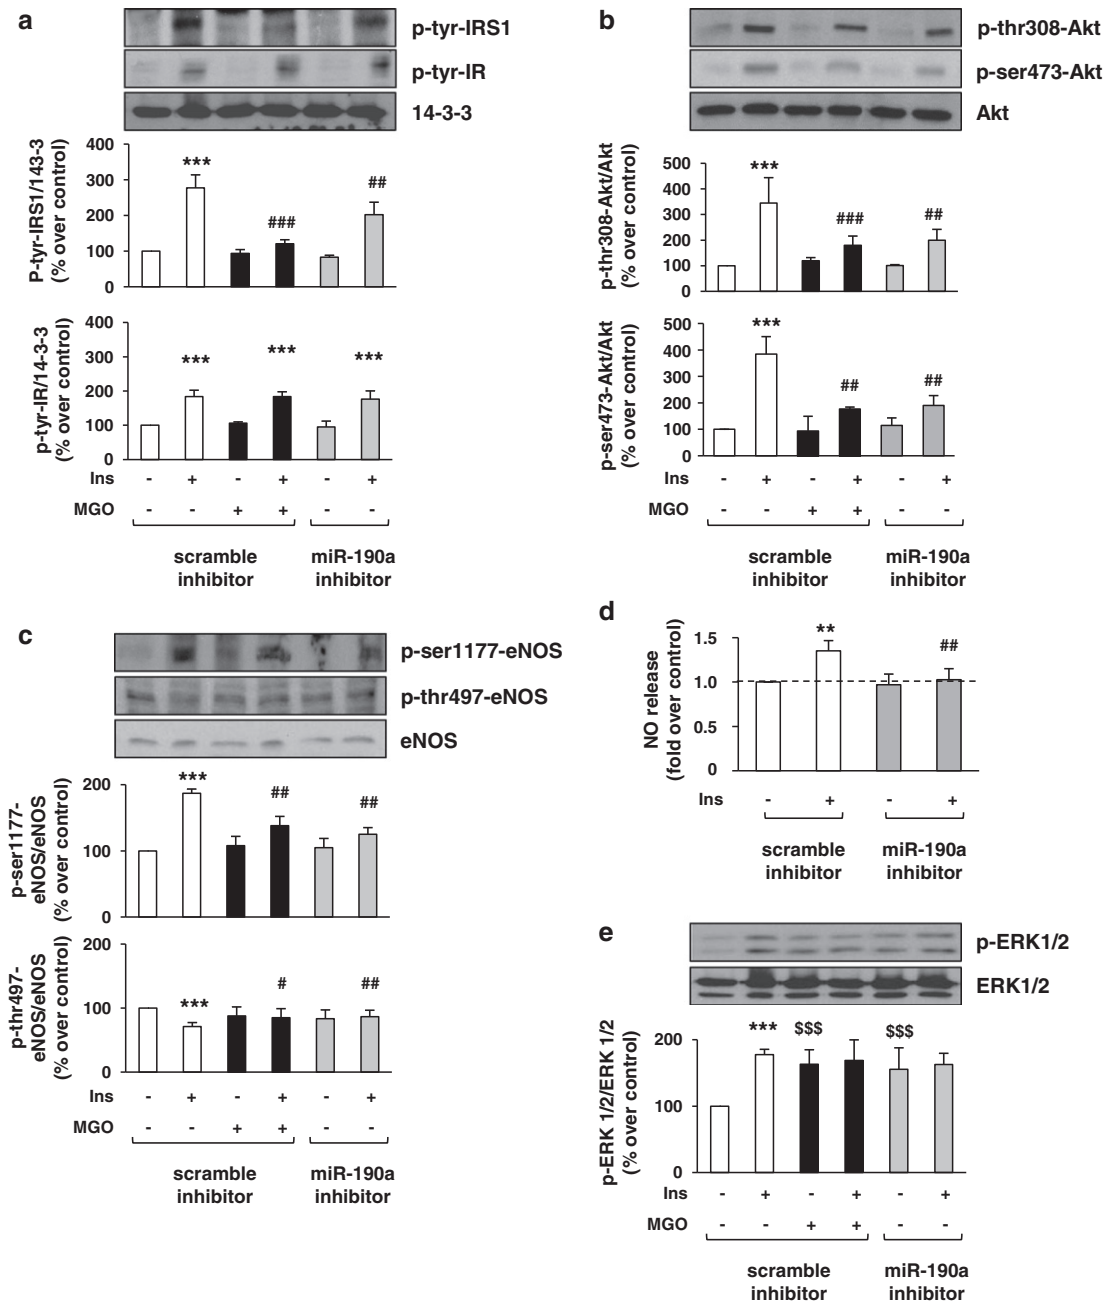 a
p-tyr-IRS1
p-tyr-IR
14-3-3
P-tyr-IRS1/143-3
(% over control)
400
300
200
100
0
***
###
##
p-tyr-IR/14-3-3
(% over control)
400
300
200
100
0
***
***
***
Ins - + - + - +
MGO - - + + - -
scramble
inhibitor
miR-190a
inhibitor
b
p-thr308-Akt
p-ser473-Akt
Akt
p-thr308-Akt/Akt
(% over control)
500
400
300
200
100
0
***
###
##
p-ser473-Akt/Akt
(% over control)
500
400
300
200
100
0
***
##
##
Ins - + - + - +
MGO - - + + - -
scramble
inhibitor
miR-190a
inhibitor
c
p-ser1177-eNOS
p-thr497-eNOS
eNOS
p-ser1177-
eNOS/eNOS
(% over control)
200
100
0
***
##
##
p-thr497-
eNOS/eNOS
(% over control)
200
100
0
***
#
##
Ins - + - + - +
MGO - - + + - -
scramble
inhibitor
miR-190a
inhibitor
d
NO release
(fold over control)
1.5
1.0
0.5
0
**
##
Ins - + - +
scramble
inhibitor
miR-190a
inhibitor
e
p-ERK1/2
ERK1/2
p-ERK 1/2/ERK 1/2
(% over control)
200
100
0
***
$$$
$$$
Ins - + - + - +
MGO - - + + - -
scramble
inhibitor
miR-190a
inhibitor